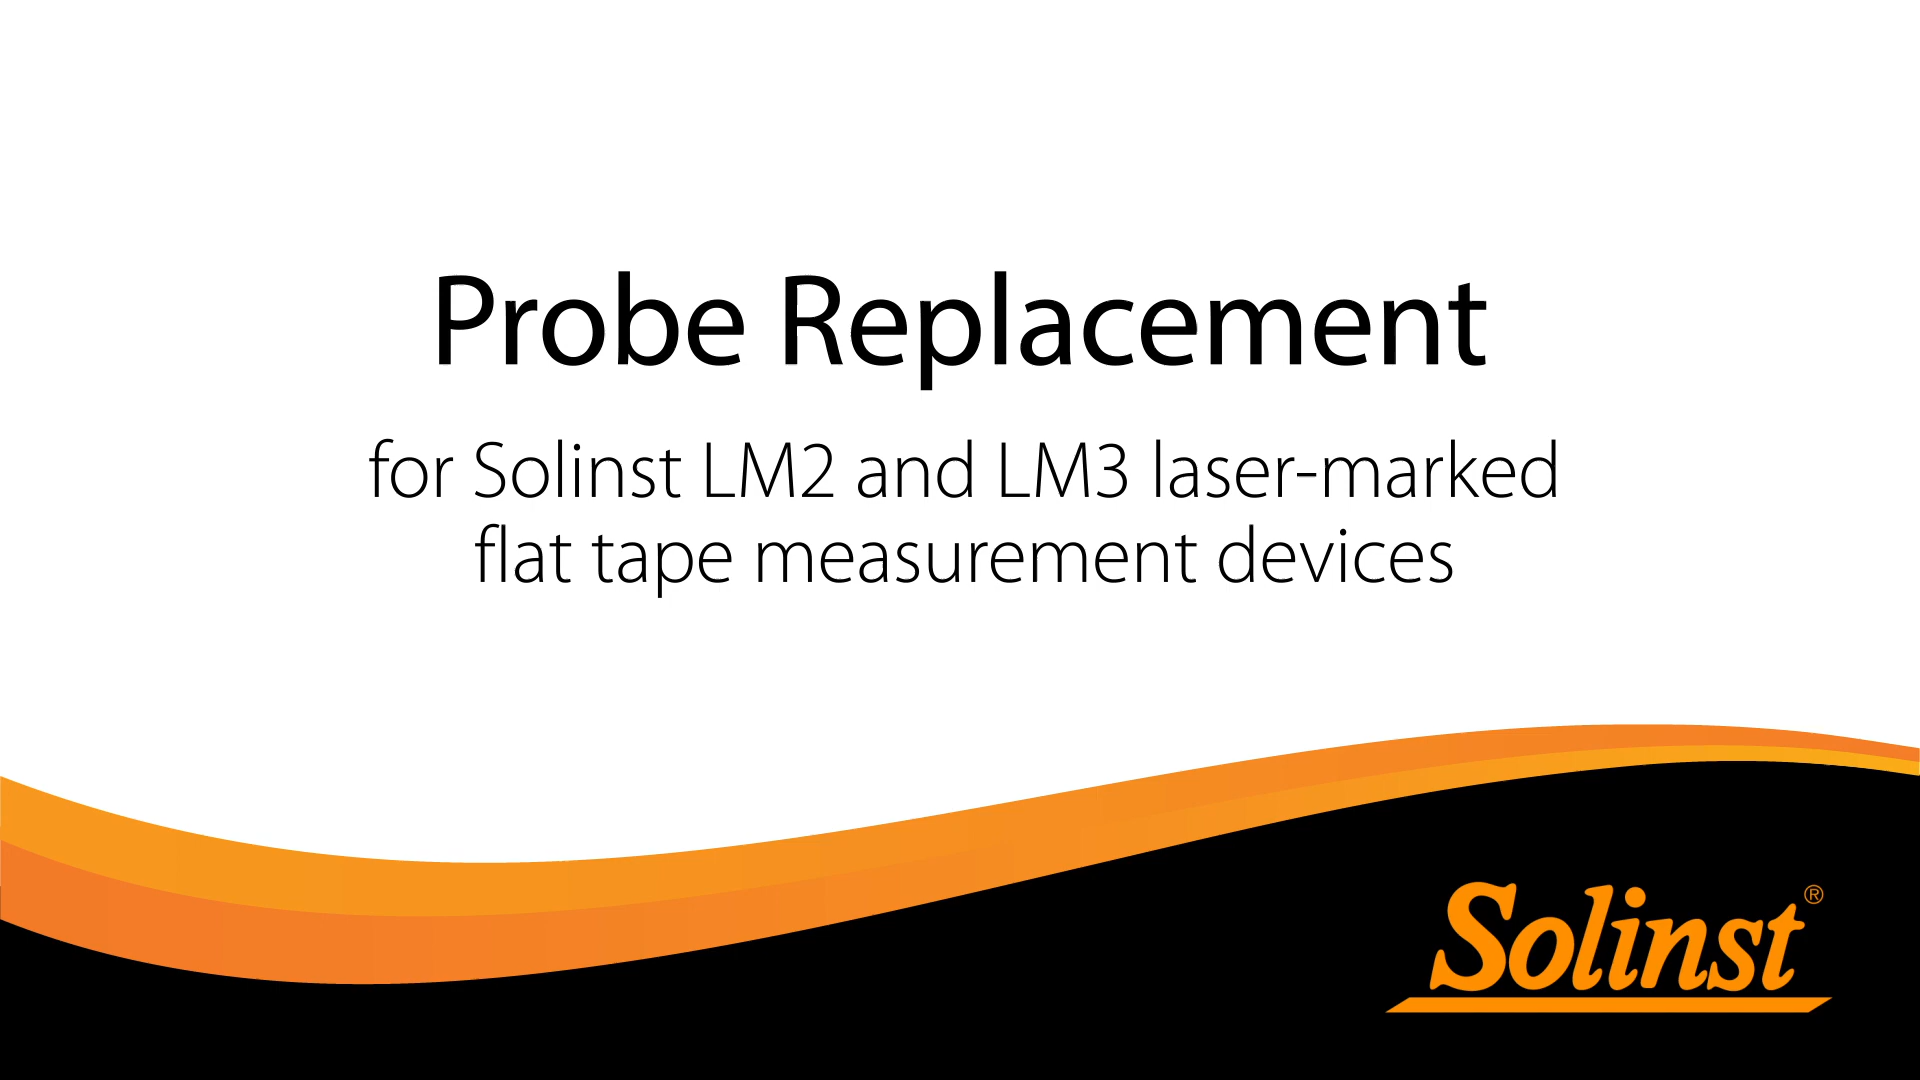 Probe Replacement
for Solinst LM2 and LM3 laser-marked
flat tape measurement devices
Solinst®